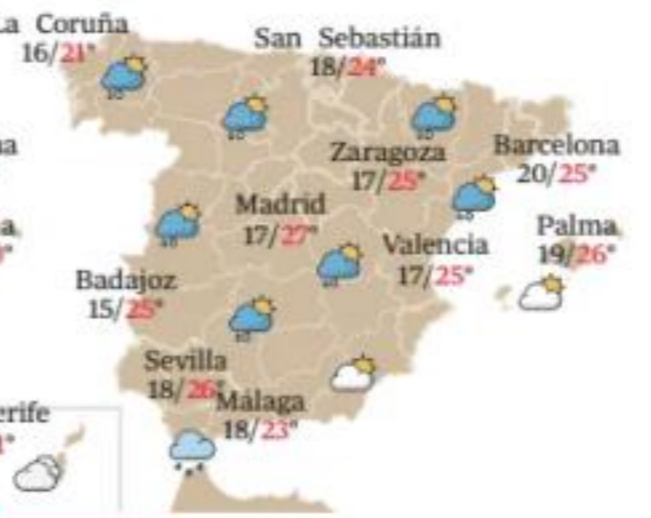 La Coruña
16/21°
San Sebastián
18/24°
Zaragoza
17/25°
Barcelona
20/25°
Madrid
17/27°
Valencia
17/25°
Palma
19/26°
Badajoz
15/25°
Sevilla
18/26°
Málaga
18/23°
erife